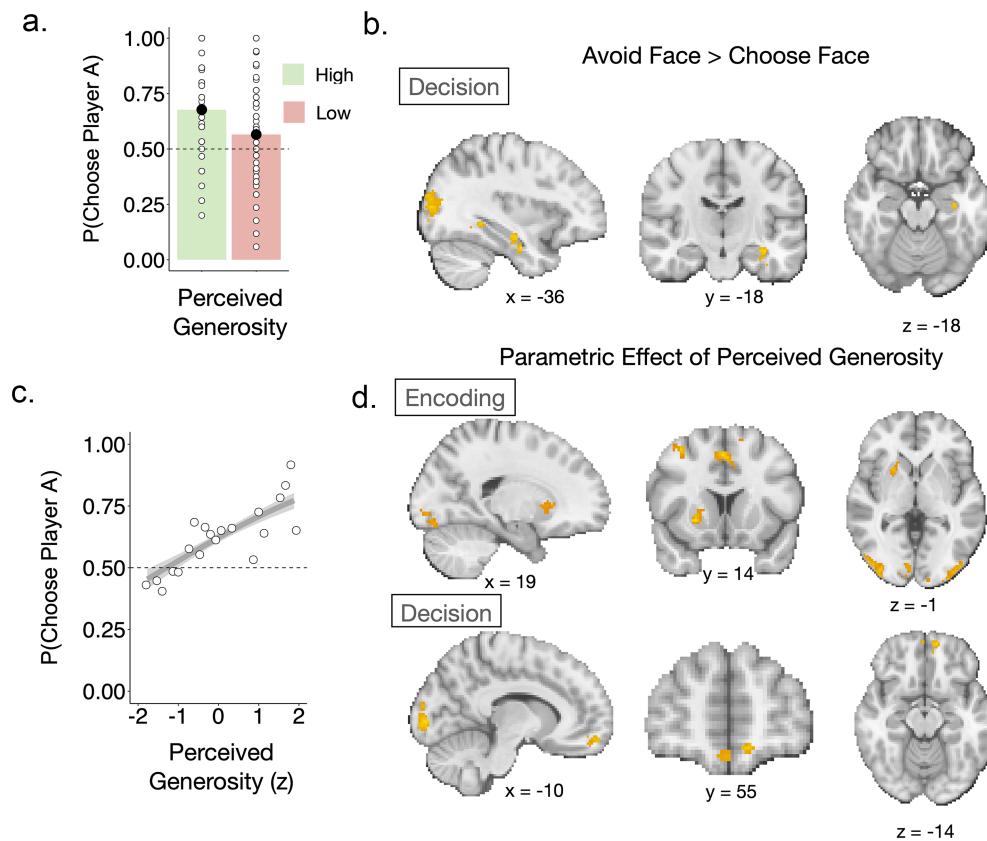 a.
1.00
0.75
0.50
0.25
0.00
P(Choose Player A)
High
Low
Perceived
Generosity
b.
Avoid Face > Choose Face
Decision
x = -36
y = -18
z = -18
c.
1.00
0.75
0.50
0.25
0.00
P(Choose Player A)
-2 -1 0 1 2
Perceived
Generosity (z)
Parametric Effect of Perceived Generosity
d.
Encoding
x = 19
y = 14
z = -1
Decision
x = -10
y = 55
z = -14